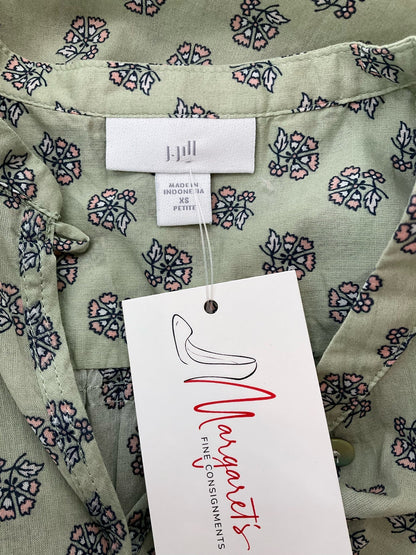 J.Jill
MADE IN
INDONESIA
XS
PETITE
Margaret's
FINE CONSIGNMENTS